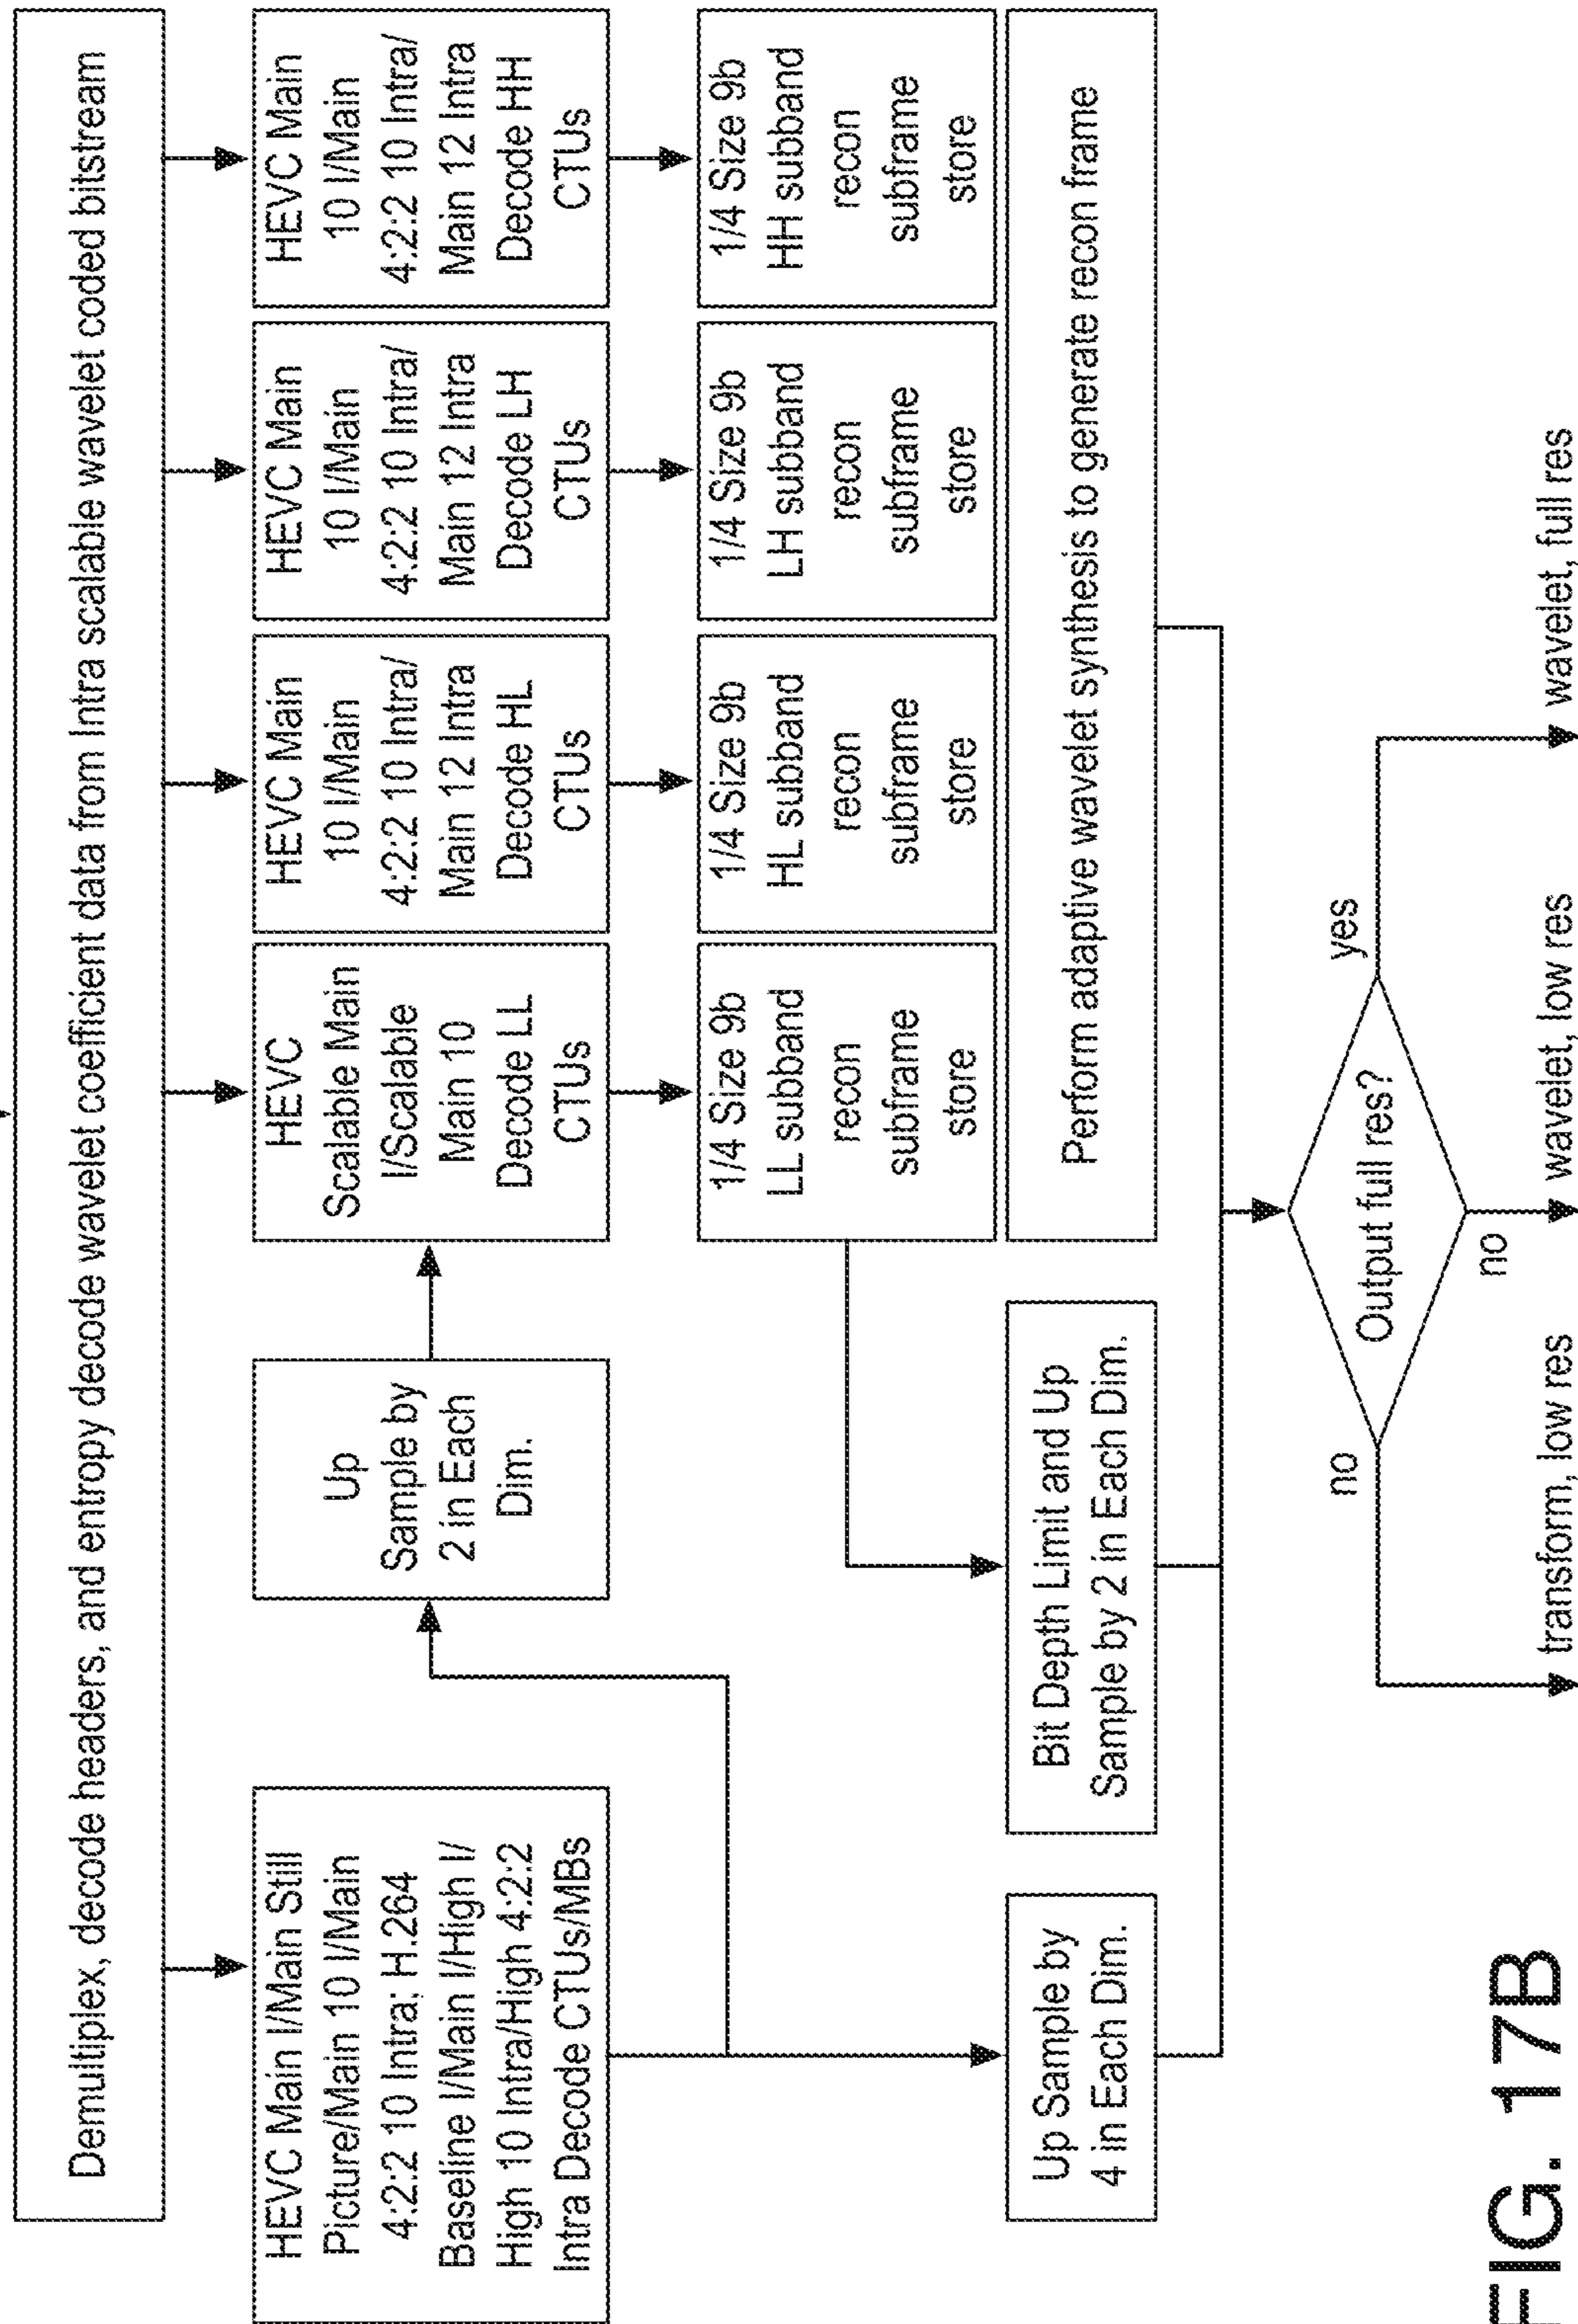 Demultiplex, decode headers, and entropy decode wavelet coefficient data from Intra scalable wavelet coded bitstream
HEVC Main I/Main Still
Picture/Main 10 I/Main
4:2:2 10 Intra; H.264
Baseline I/Main I/High I/
High 10 Intra/High 4:2:2
Intra Decode CTUs/MBs
Up
Sample by
2 in Each
Dim.
HEVC
Scalable Main
I/Scalable
Main 10
Decode LL
CTUs
HEVC Main
10 I/Main
4:2:2 10 Intra/
Main 12 Intra
Decode HL
CTUs
HEVC Main
10 I/Main
4:2:2 10 Intra/
Main 12 Intra
Decode LH
CTUs
HEVC Main
10 I/Main
4:2:2 10 Intra/
Main 12 Intra
Decode HH
CTUs
1/4 Size 9b
LL subband
recon
subframe
store
1/4 Size 9b
HL subband
recon
subframe
store
1/4 Size 9b
LH subband
recon
subframe
store
1/4 Size 9b
HH subband
recon
subframe
store
Up Sample by
4 in Each Dim.
Bit Depth Limit and Up
Sample by 2 in Each Dim.
Perform adaptive wavelet synthesis to generate recon frame
Output full res?
no
no
yes
transform, low res
wavelet, low res
wavelet, full res
FIG. 17B